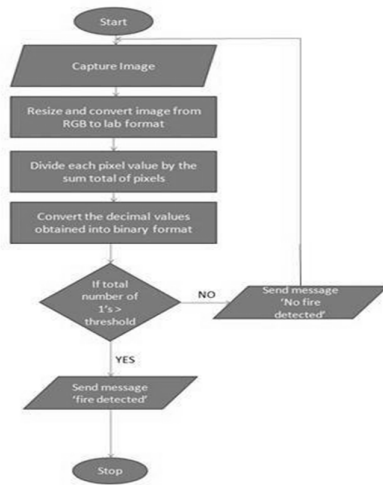 Start
Capture Image
Resize and convert image from
RGB to lab format
Divide each pixel value by the
sum total of pixels
Convert the decimal values
obtained into binary format
If total
number of
1's >
threshold
NO
Send message
'No fire
detected'
YES
Send message
'fire detected'
Stop